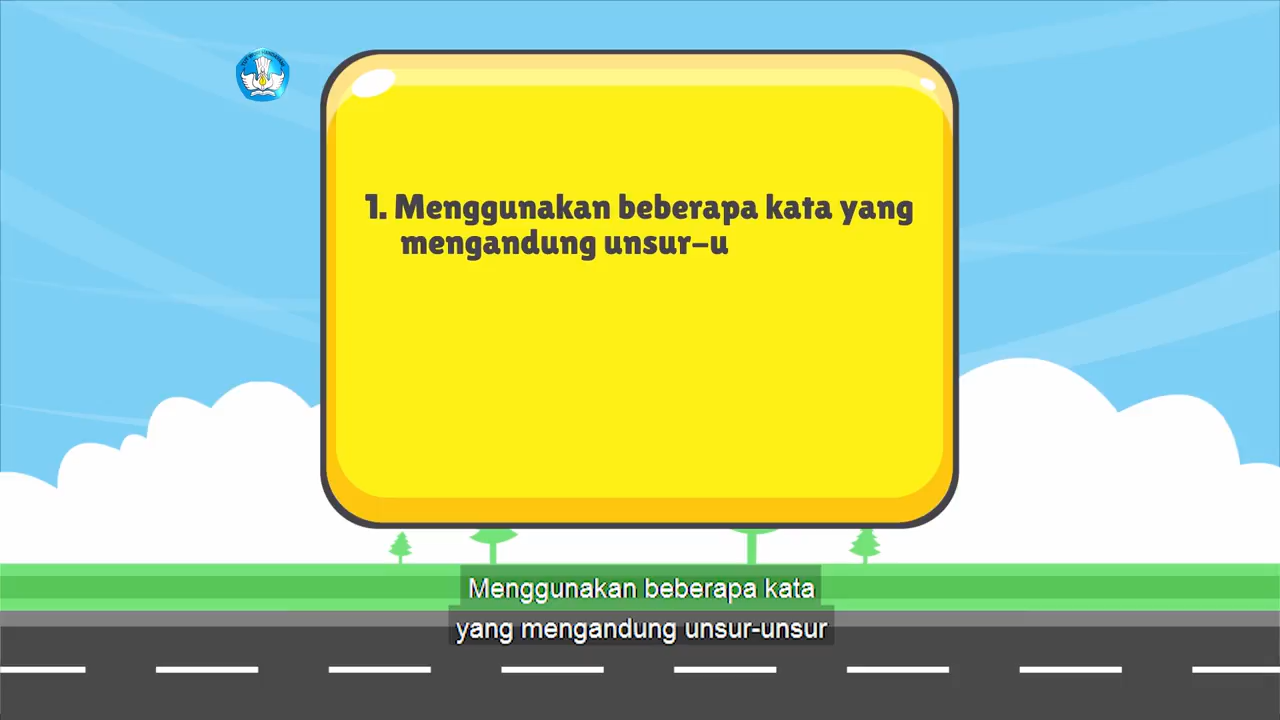 1. Menggunakan beberapa kata yang
mengandung unsur-u
Menggunakan beberapa kata
yang mengandung unsur-unsur